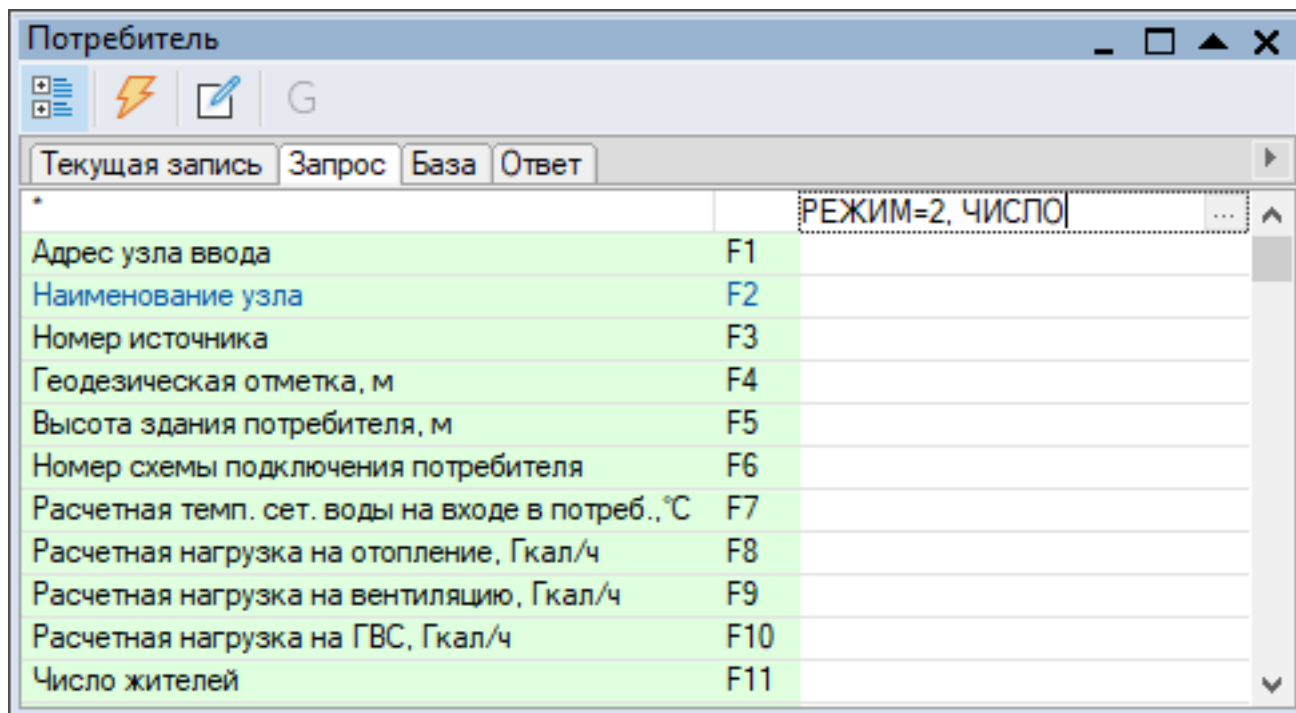 Потребитель
G
Текущая запись Запрос База Ответ
* РЕЖИМ=2, ЧИСЛО ...
Адрес узла ввода F1
Наименование узла F2
Номер источника F3
Геодезическая отметка, м F4
Высота здания потребителя, м F5
Номер схемы подключения потребителя F6
Расчетная темп. сет. воды на входе в потреб.,°C F7
Расчетная нагрузка на отопление, Гкал/ч F8
Расчетная нагрузка на вентиляцию, Гкал/ч F9
Расчетная нагрузка на ГВС, Гкал/ч F10
Число жителей F11